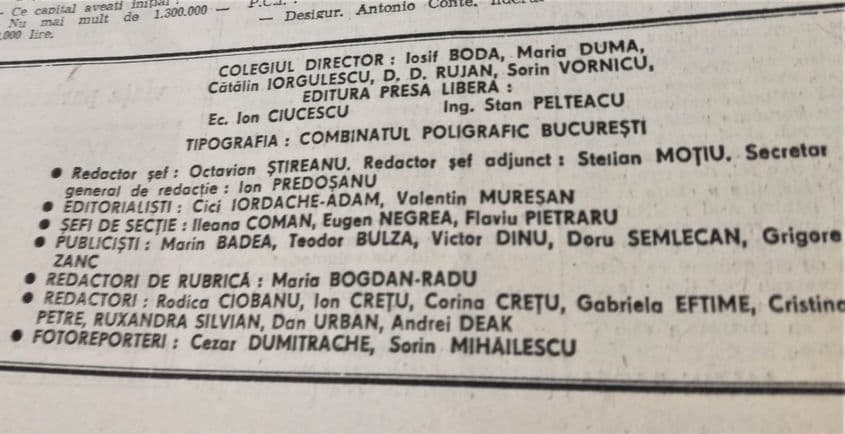 - Ce capital aveati inițial ?
- Nu mai mult de 1.300.000 —
.000 lire.
— Desigur. Antonio Conte,
COLEGIUL DIRECTOR : Iosif BODA, Maria DUMA,
Cătălin IORGULESCU, D. D. RUJAN, Sorin VORNICU,
EDITURA PRESA LIBERĂ :
Ec. Ion CIUCESCU Ing. Stan PELTEACU
TIPOGRAFIA : COMBINATUL POLIGRAFIC BUCUREȘTI
● Redactor șef : Octavian ȘTIREANU. Redactor șef adjunct : Stelian MOȚIU. Secretar
general de redacție : Ion PREDOȘANU
● EDITORIALIȘTI : Cici IORDACHE-ADAM, Valentin MUREȘAN
● ȘEFI DE SECȚIE : Ileana COMAN, Eugen NEGREA, Flaviu PIETRARU
● PUBLICIȘTI : Marin BADEA, Teodor BULZA, Victor DINU, Doru SEMLECAN, Grigore
ZANC
● REDACTORI DE RUBRICĂ : Maria BOGDAN-RADU
● REDACTORI : Rodica CIOBANU, Ion CREȚU, Corina CREȚU, Gabriela EFTIME, Cristina
PETRE, RUXANDRA SILVIAN, Dan URBAN, Andrei DEAK
● FOTOREPORTERI : Cezar DUMITRACHE, Sorin MIHĂILESCU